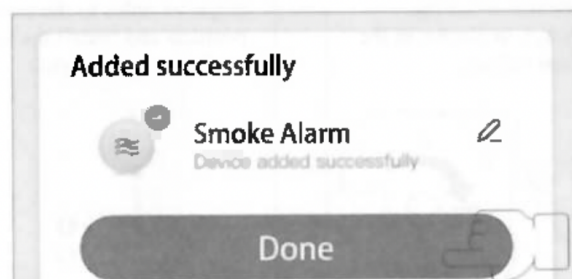 Added successfully
Smoke Alarm
Device added successfully
Done